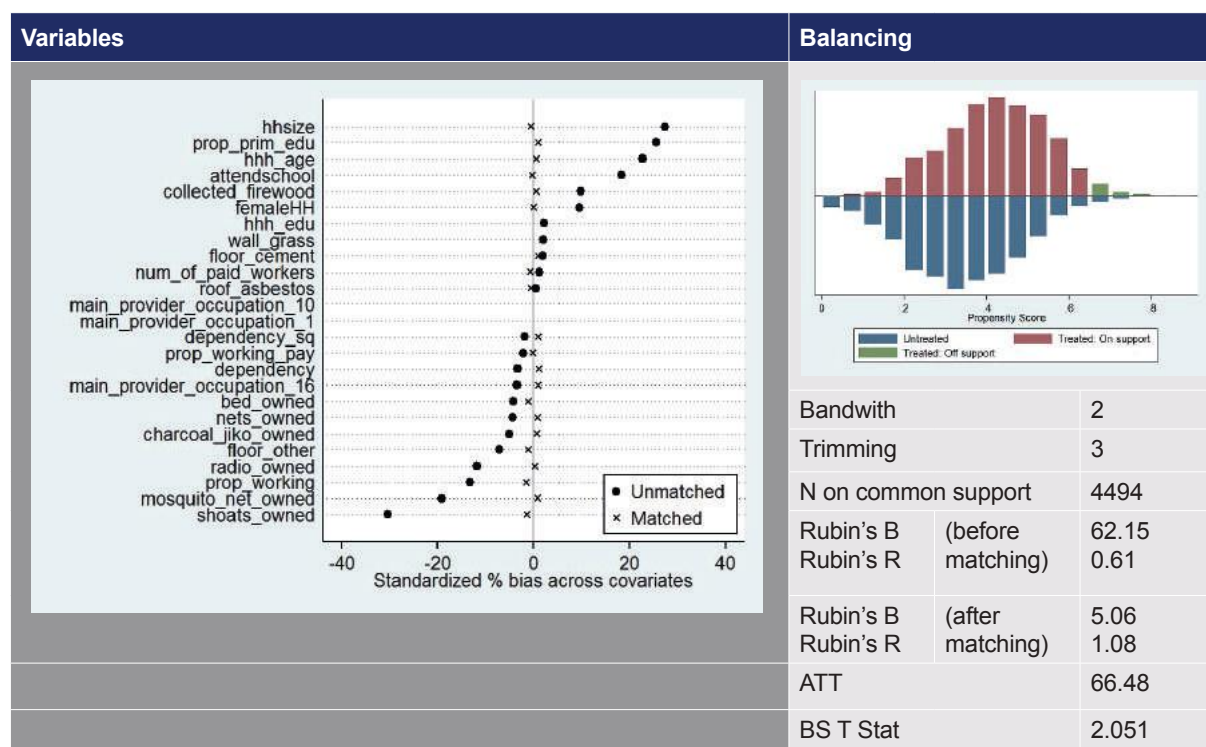 Variables
Balancing
hhsize
prop_prim_edu
hhh_age
attendschool
collected_firewood
femaleHH
hhh_edu
wall_grass
floor_cement
num_of_paid_workers
roof_asbestos
main_provider_occupation_10
main_provider_occupation_1
dependency_sq
prop_working_pay
dependency
main_provider_occupation_16
bed_owned
nets_owned
charcoal_jiko_owned
floor_other
radio_owned
prop_working
mosquito_net_owned
shoats_owned
Unmatched
Matched
-40 -20 0 20 40
Standardized % bias across covariates
0 .2 .4 .6 .8
Propensity Score
Untreated Treated: On support
Treated: Off support
Bandwith 2
Trimming 3
N on common support 4494
Rubin's B (before 62.15
Rubin's R matching) 0.61
Rubin's B (after 5.06
Rubin's R matching) 1.08
ATT 66.48
BS T Stat 2.051